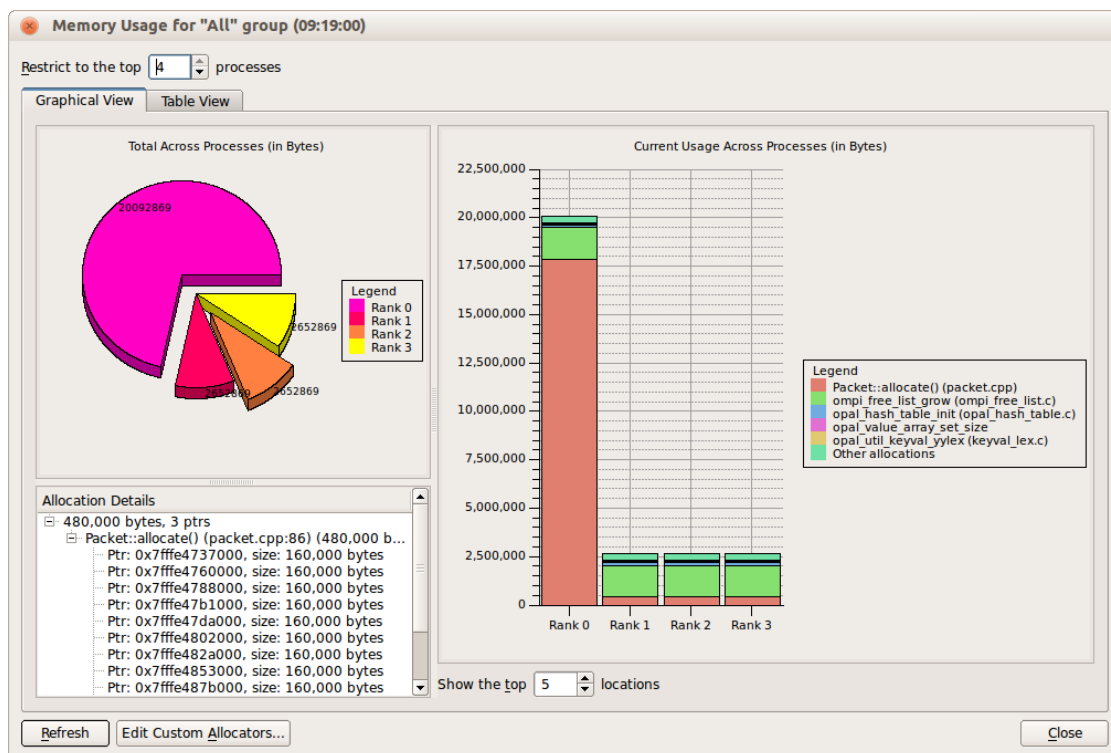 Memory Usage for "All" group (09:19:00)
Restrict to the top 4 processes
Graphical View
Table View
Total Across Processes (in Bytes)
20092869
2652869
2652869
2652869
Legend
Rank 0
Rank 1
Rank 2
Rank 3
Allocation Details
480,000 bytes, 3 ptrs
Packet::allocate() (packet.cpp:86) (480,000 b...
Ptr: 0x7fffe4737000, size: 160,000 bytes
Ptr: 0x7fffe4760000, size: 160,000 bytes
Ptr: 0x7fffe4788000, size: 160,000 bytes
Ptr: 0x7fffe47b1000, size: 160,000 bytes
Ptr: 0x7fffe47da000, size: 160,000 bytes
Ptr: 0x7fffe4802000, size: 160,000 bytes
Ptr: 0x7fffe482a000, size: 160,000 bytes
Ptr: 0x7fffe4853000, size: 160,000 bytes
Ptr: 0x7fffe487b000, size: 160,000 bytes
Current Usage Across Processes (in Bytes)
22,500,000
20,000,000
17,500,000
15,000,000
12,500,000
10,000,000
7,500,000
5,000,000
2,500,000
0
Rank 0 Rank 1 Rank 2 Rank 3
Legend
Packet::allocate() (packet.cpp)
ompi_free_list_grow (ompi_free_list.c)
opal_hash_table_init (opal_hash_table.c)
opal_value_array_set_size
opal_util_keyval_yylex (keyval_lex.c)
Other allocations
Show the top 5 locations
Refresh
Edit Custom Allocators...
Close